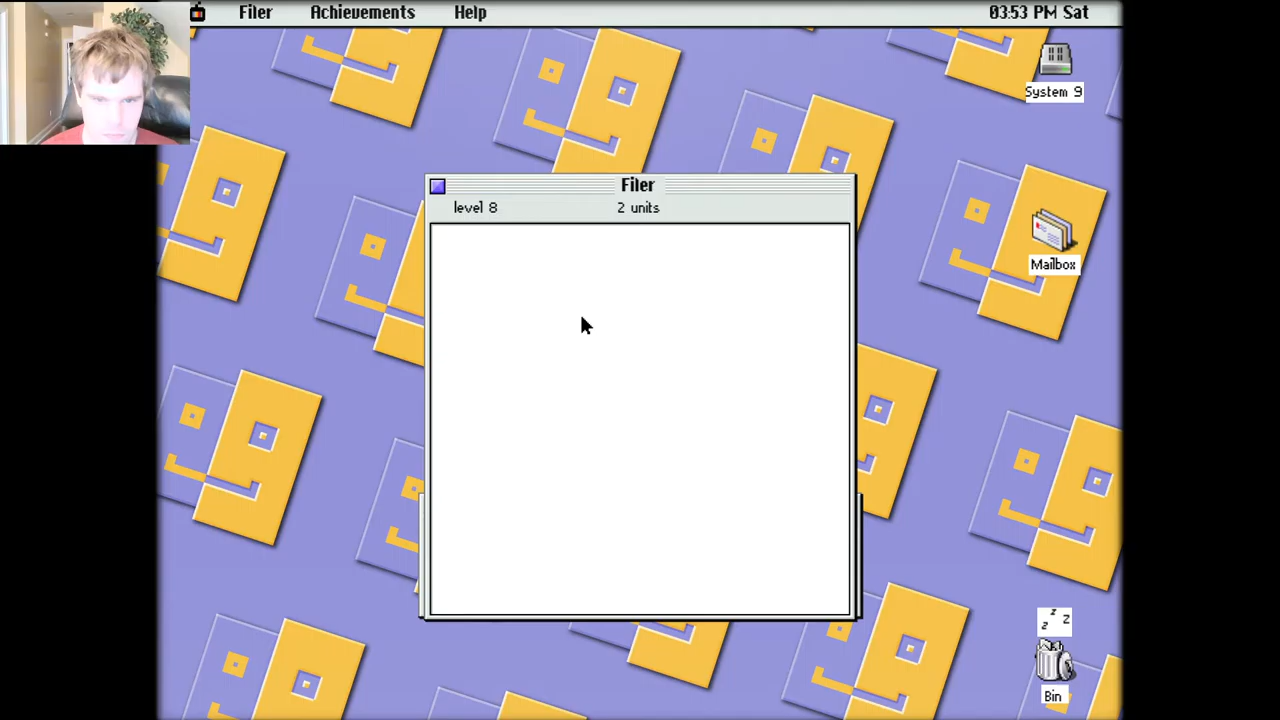 Filer Achievements Help 03:53 PM Sat
System 9
Filer
level 8 2 units
Mailbox
z z z
Bin